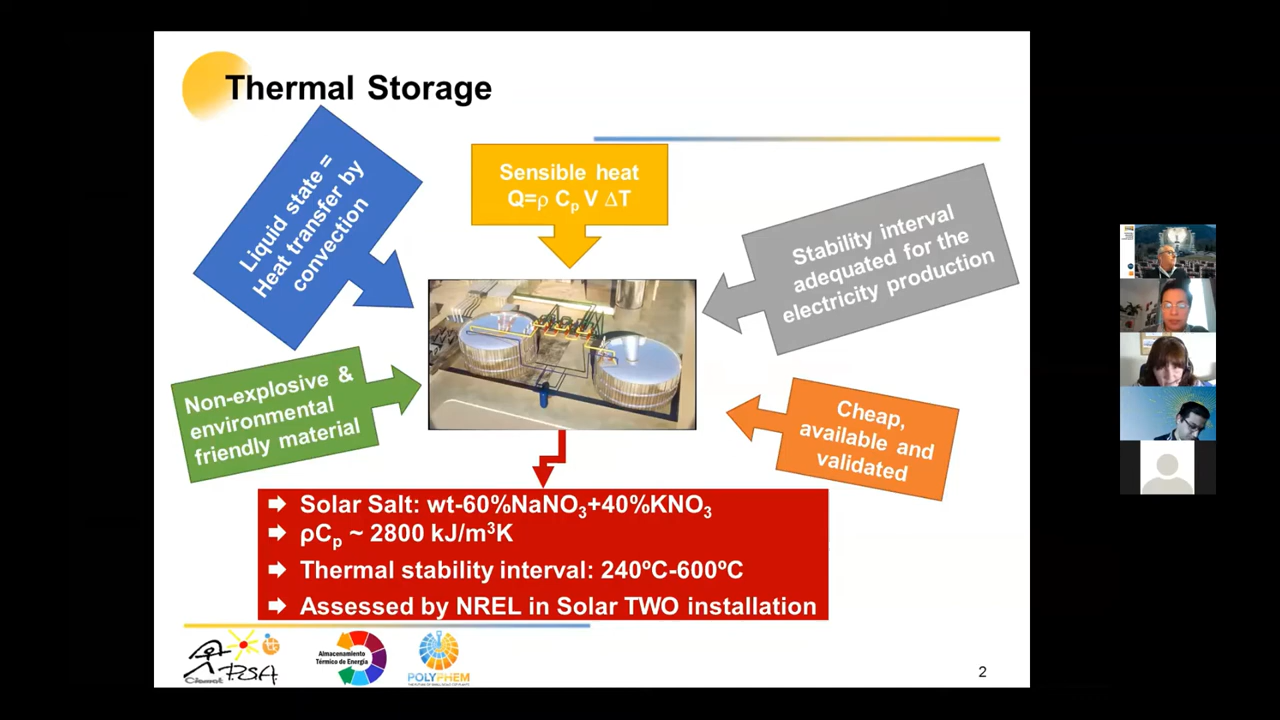 Thermal Storage
Liquid state =
Heat transfer by
convection
Sensible heat
Q=ρ Cp V ΔT
Stability interval
adequated for the
electricity production
Non-explosive &
environmental
friendly material
Cheap,
available and
validated
Solar Salt: wt-60%NaNO₃+40%KNO₃
ρCp ~ 2800 kJ/m³K
Thermal stability interval: 240ºC-600ºC
Assessed by NREL in Solar TWO installation
Ciemat
PSA
Almacenamiento
Térmico de Energía
POLYPHEM
2